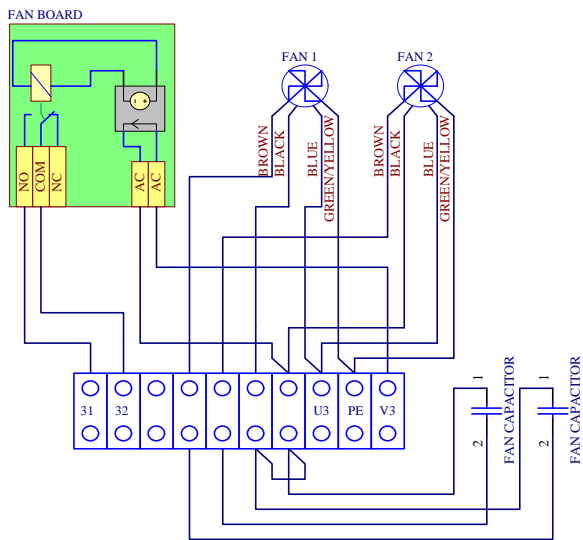 FAN BOARD
FAN 1
FAN 2
NO
COM
NC
AC
AC
BROWN
BLACK
BLUE
GREEN/YELLOW
BROWN
BLACK
BLUE
GREEN/YELLOW
31
32
U3
PE
V3
1
2
FAN CAPACITOR
1
2
FAN CAPACITOR